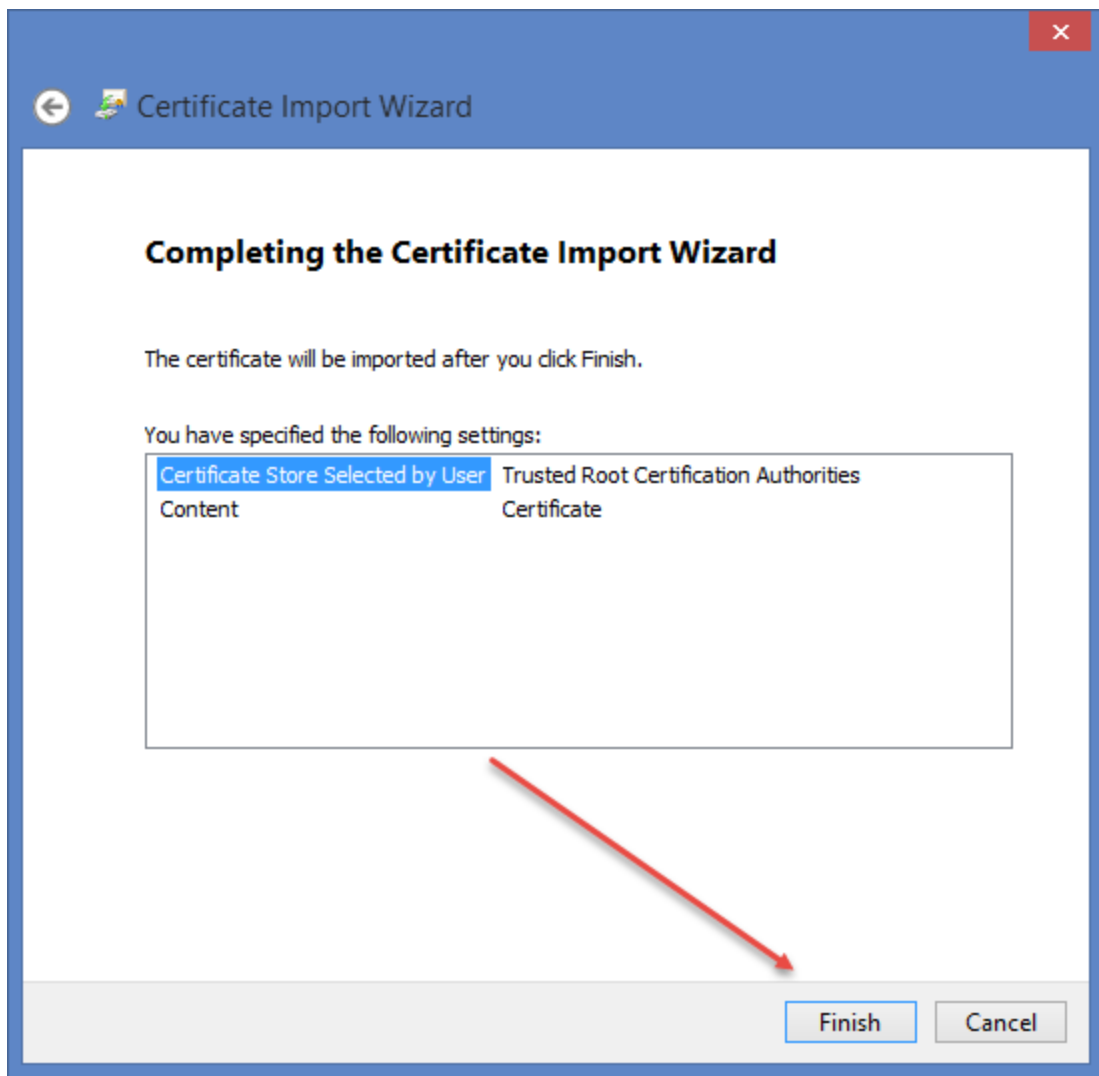 Certificate Import Wizard
Completing the Certificate Import Wizard
The certificate will be imported after you click Finish.
You have specified the following settings:
Certificate Store Selected by User Trusted Root Certification Authorities
Content Certificate
Finish Cancel